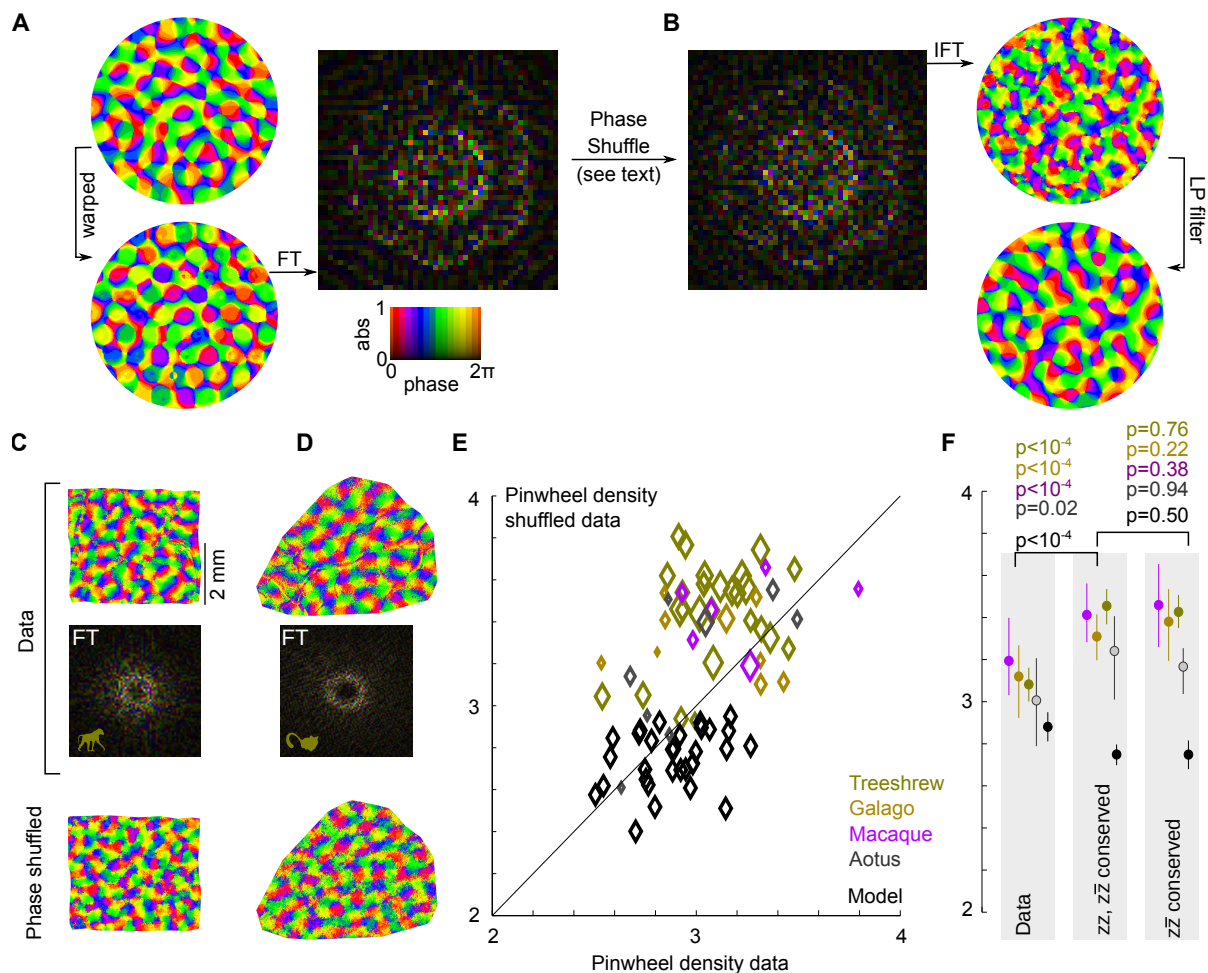 A
B
IFT
warped
FT
Phase
Shuffle
(see text)
LP filter
abs
1
0
0
2π
phase
C
D
E
F
Data
2 mm
FT
FT
Phase shuffled
Pinwheel density
shuffled data
4
3
2
2
3
4
Pinwheel density data
Treeshrew
Galago
Macaque
Aotus
Model
p<10⁻⁴
p<10⁻⁴
p<10⁻⁴
p=0.02
p<10⁻⁴
p=0.76
p=0.22
p=0.38
p=0.94
p=0.50
4
3
2
Data
zz, zz̅ conserved
zz̅ conserved